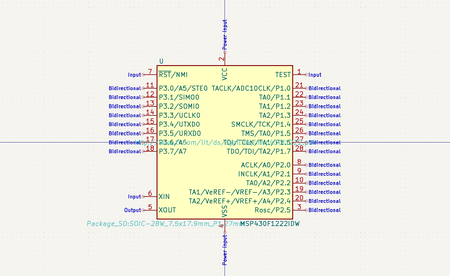 Power Input
U
2
VCC
Input 7 RST/NMI TEST 1 Input
Bidirectional 11 P3.0/A5/STE0 TACLK/ADC10CLK/P1.0 21 Bidirectional
Bidirectional 12 P3.1/SIMO0 TA0/P1.1 22 Bidirectional
Bidirectional 13 P3.2/SOMI0 TA1/P1.2 23 Bidirectional
Bidirectional 14 P3.3/UCLK0 TA2/P1.3 24 Bidirectional
Bidirectional 15 P3.4/UTXD0 SMCLK/TCK/P1.4 25 Bidirectional
Bidirectional 16 P3.5/URXD0 TMS/TA0/P1.5 26 Bidirectional
Bidirectional 17 P3.6/A6 27 Bidirectional
Bidirectional 18 P3.7/A7 TDO/TDI/TA2/P1.7 28 Bidirectional
ACLK/A0/P2.0 8 Bidirectional
INCLK/A1/P2.1 9 Bidirectional
TA0/A2/P2.2 10 Bidirectional
TA1/VeREF-/VREF-/A3/P2.3 19 Bidirectional
Input 6 XIN TA2/VeREF+/VREF+/A4/P2.4 20 Bidirectional
Output 5 XOUT Rosc/P2.5 3 Bidirectional
VSS
4
Package_SO:SOIC-28W_7.5x17.9mm_P1.27mm MSP430F1222IDW
Power Input